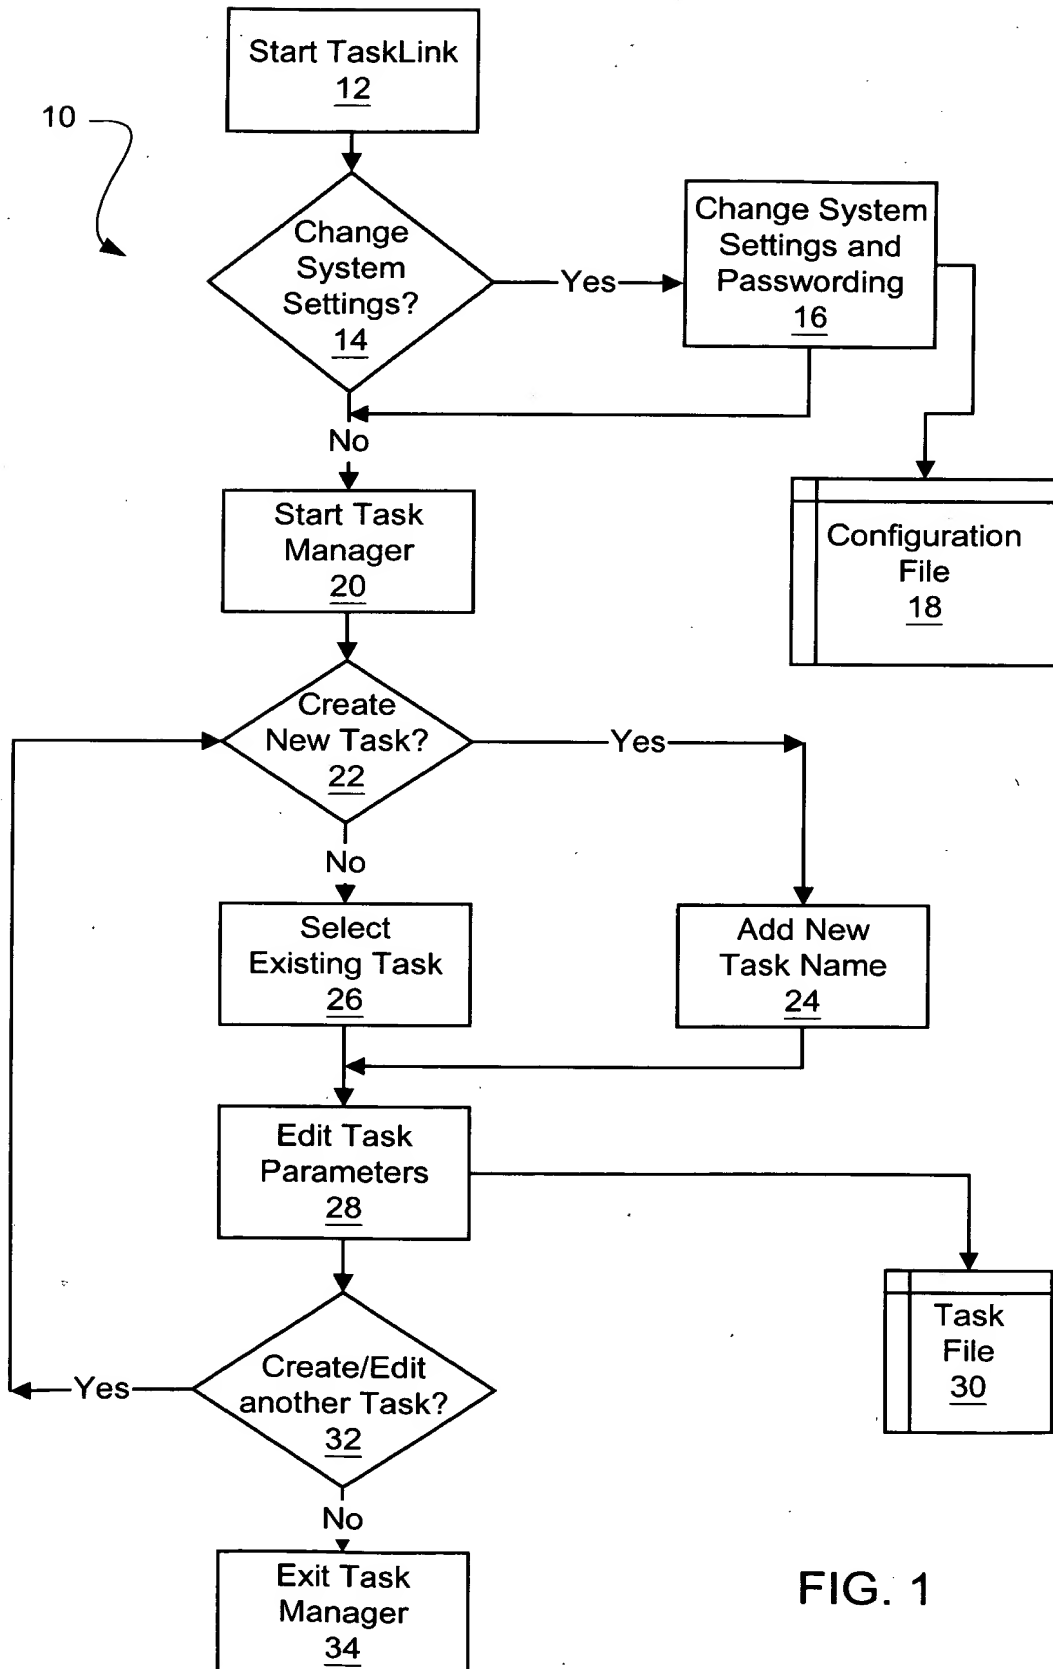 Start TaskLink
12
10
Change
System
Settings?
14
Yes
Change System
Settings and
Passwording
16
No
Configuration
File
18
Start Task
Manager
20
Create
New Task?
22
Yes
No
Select
Existing Task
26
Add New
Task Name
24
Edit Task
Parameters
28
Task
File
30
Create/Edit
another Task?
32
Yes
No
Exit Task
Manager
34
FIG. 1